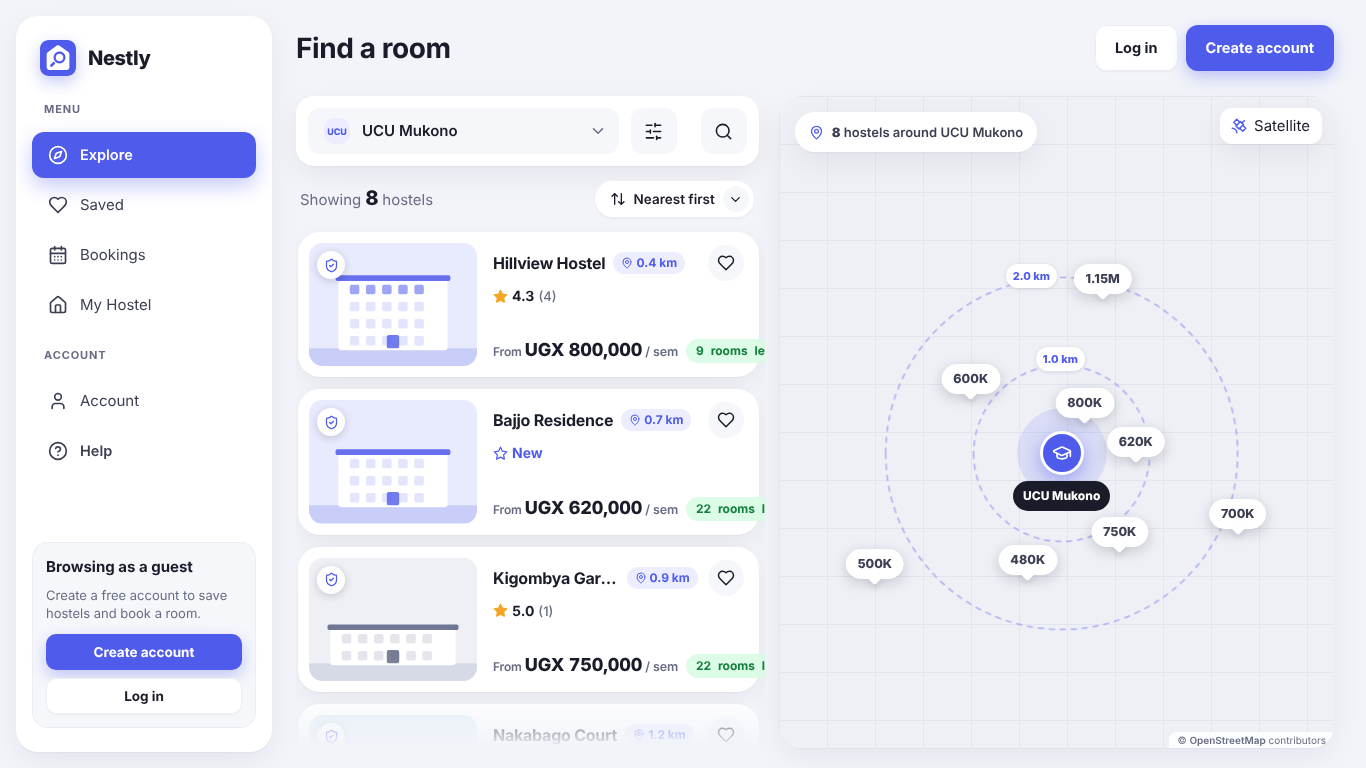 Nestly
MENU
Explore
Saved
Bookings
My Hostel
ACCOUNT
Account
Help
Browsing as a guest
Create a free account to save
hostels and book a room.
Create account
Log in
Find a room
Log in
Create account
UCU
UCU Mukono
Showing 8 hostels
Nearest first
Hillview Hostel
0.4 km
4.3 (4)
From UGX 800,000 / sem
9 rooms le
Bajjo Residence
0.7 km
New
From UGX 620,000 / sem
22 rooms l
Kigombya Gar...
0.9 km
5.0 (1)
From UGX 750,000 / sem
22 rooms l
Nakabago Court
1.2 km
8 hostels around UCU Mukono
Satellite
2.0 km
1.15M
1.0 km
600K
800K
620K
UCU Mukono
700K
750K
480K
500K
© OpenStreetMap contributors